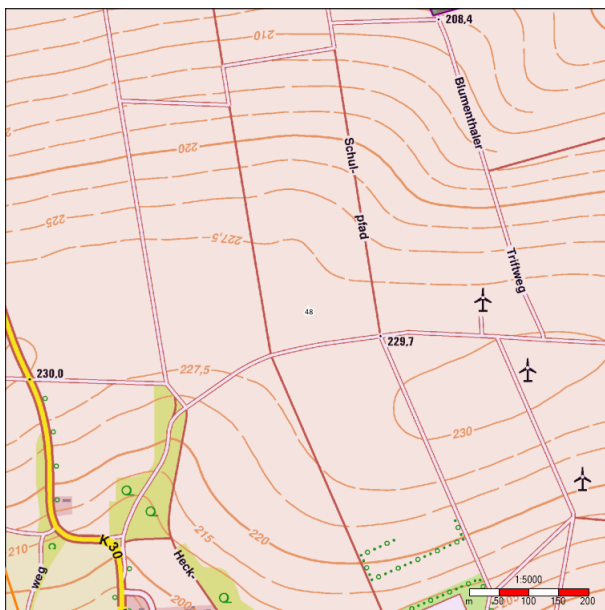 208,4
210
Blumenthaler
Schul-
220
pfad
225
227,5
Triftweg
48
229,7
227,5
230,0
230
K 30
215
220
210
Heck-
weg
200
1:5000
m 50 100 150 200